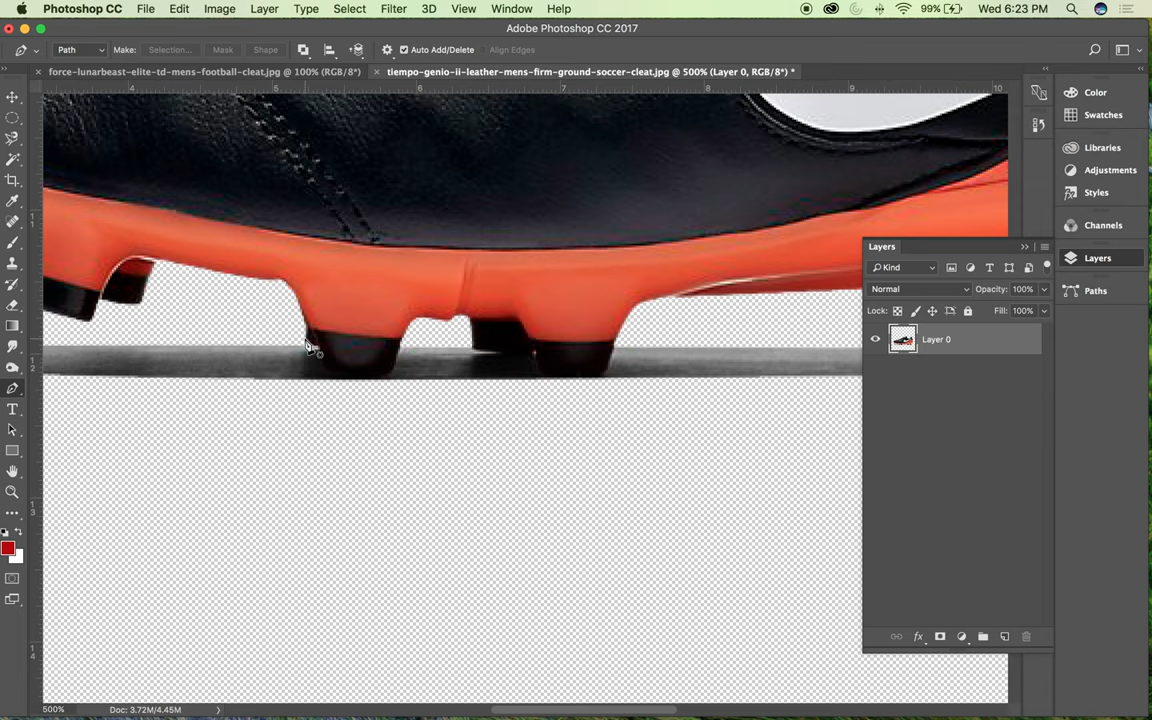 Photoshop CC File Edit Image Layer Type Select Filter 3D View Window Help 99% Wed 6:23 PM
Adobe Photoshop CC 2017
Path Make: Selection... Mask Shape Auto Add/Delete Align Edges
force-lunarbeast-elite-td-mens-football-cleat.jpg @ 100% (RGB/8*) tiempo-genio-ii-leather-mens-firm-ground-soccer-cleat.jpg @ 500% (Layer 0, RGB/8*) *
4 5 6 7 8 9 10
Color
Swatches
Libraries
Adjustments
Styles
Channels
Layers
Paths
Layers
Kind
Normal Opacity: 100%
Lock: Fill: 100%
Layer 0
11
12
13
14
500% Doc: 3.72M/4.45M